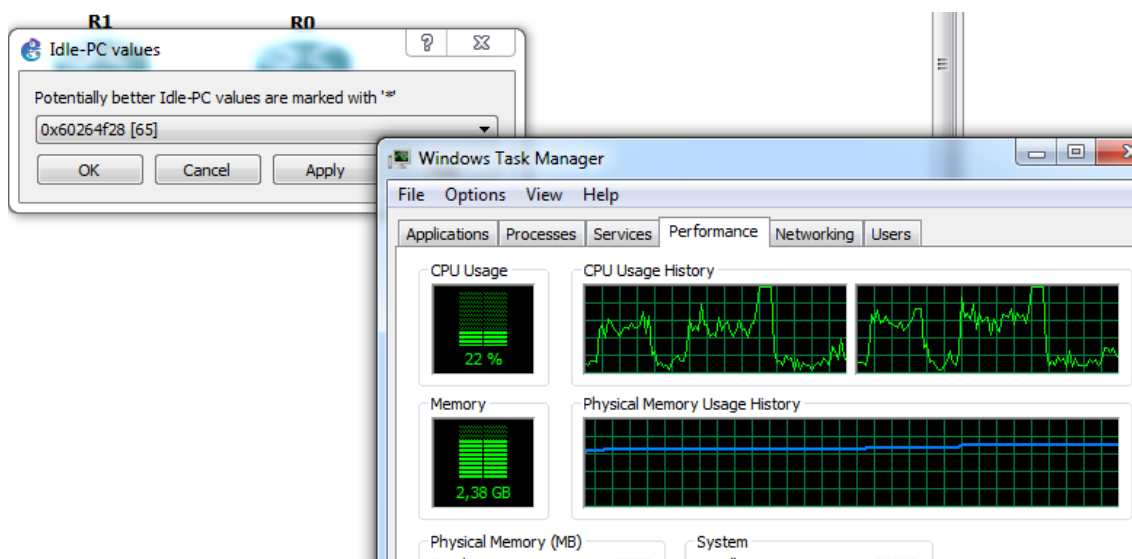 R1 R0
Idle-PC values
Potentially better Idle-PC values are marked with '*'
0x60264f28 [65]
OK Cancel Apply
Windows Task Manager
File Options View Help
Applications Processes Services Performance Networking Users
CPU Usage CPU Usage History
22 %
Memory Physical Memory Usage History
2,38 GB
Physical Memory (MB) System